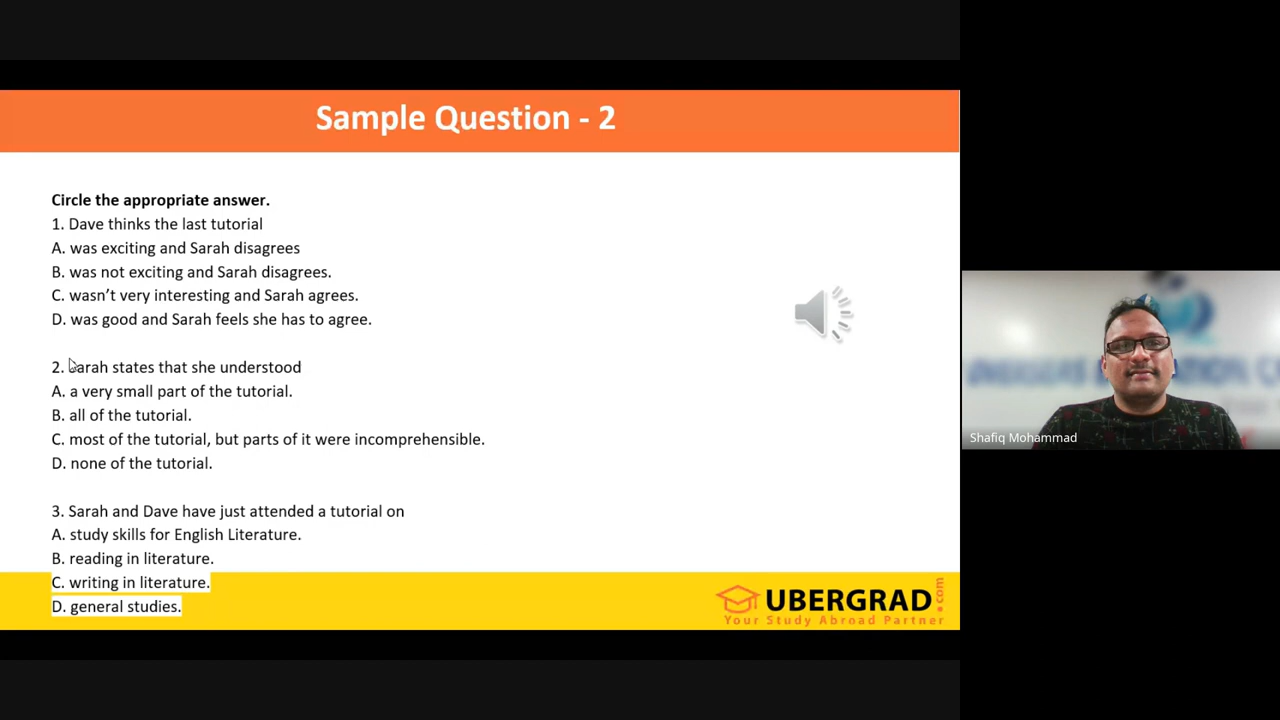 Sample Question - 2
Circle the appropriate answer.
1. Dave thinks the last tutorial
A. was exciting and Sarah disagrees
B. was not exciting and Sarah disagrees.
C. wasn’t very interesting and Sarah agrees.
D. was good and Sarah feels she has to agree.
2. Sarah states that she understood
A. a very small part of the tutorial.
B. all of the tutorial.
C. most of the tutorial, but parts of it were incomprehensible.
D. none of the tutorial.
3. Sarah and Dave have just attended a tutorial on
A. study skills for English Literature.
B. reading in literature.
C. writing in literature.
D. general studies.
UBERGRAD.com
Your Study Abroad Partner
Shafiq Mohammad